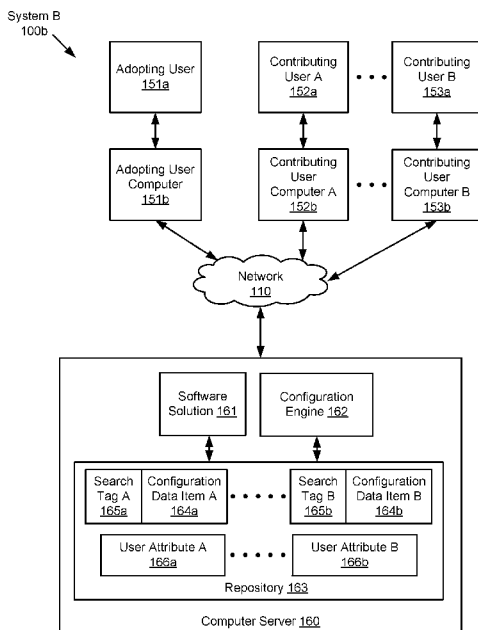 System B
100b
Adopting User
151a
Contributing
User A
152a
Contributing
User B
153a
Adopting User
Computer
151b
Contributing
User
Computer A
152b
Contributing
User
Computer B
153b
Network
110
Software
Solution 161
Configuration
Engine 162
Search
Tag A
165a
Configuration
Data Item A
164a
Search
Tag B
165b
Configuration
Data Item B
164b
User Attribute A
166a
User Attribute B
166b
Repository 163
Computer Server 160